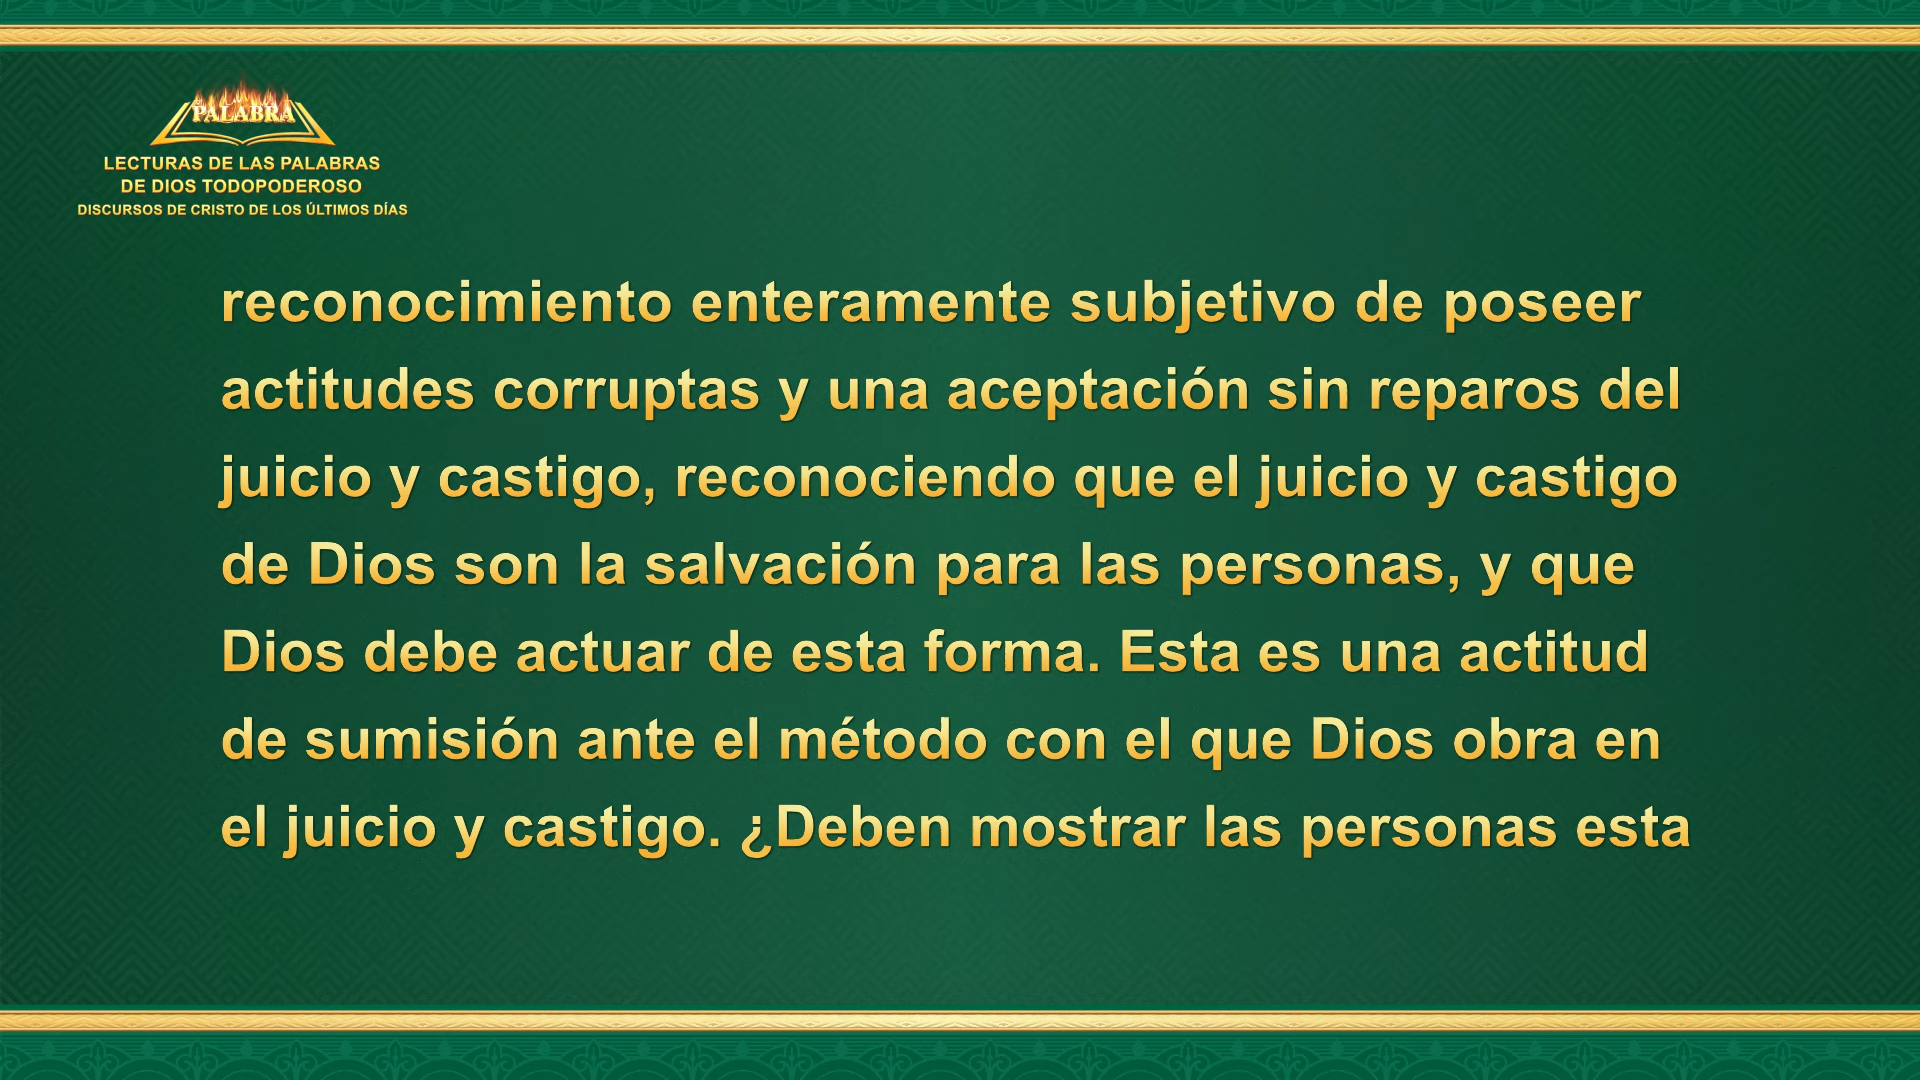 PALABRA
LECTURAS DE LAS PALABRAS
DE DIOS TODOPODEROSO
DISCURSOS DE CRISTO DE LOS ÚLTIMOS DÍAS
reconocimiento enteramente subjetivo de poseer
actitudes corruptas y una aceptación sin reparos del
juicio y castigo, reconociendo que el juicio y castigo
de Dios son la salvación para las personas, y que
Dios debe actuar de esta forma. Esta es una actitud
de sumisión ante el método con el que Dios obra en
el juicio y castigo. ¿Deben mostrar las personas esta